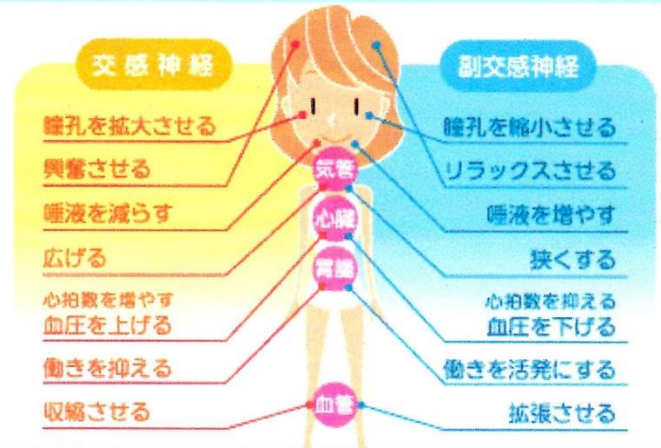 交感神経
瞳孔を拡大させる
興奮させる
唾液を減らす
広げる
心拍数を増やす
血圧を上げる
働きを抑える
収縮させる
気管
心臓
胃腸
血管
副交感神経
瞳孔を縮小させる
リラックスさせる
唾液を増やす
狭くする
心拍数を抑える
血圧を下げる
働きを活発にする
拡張させる